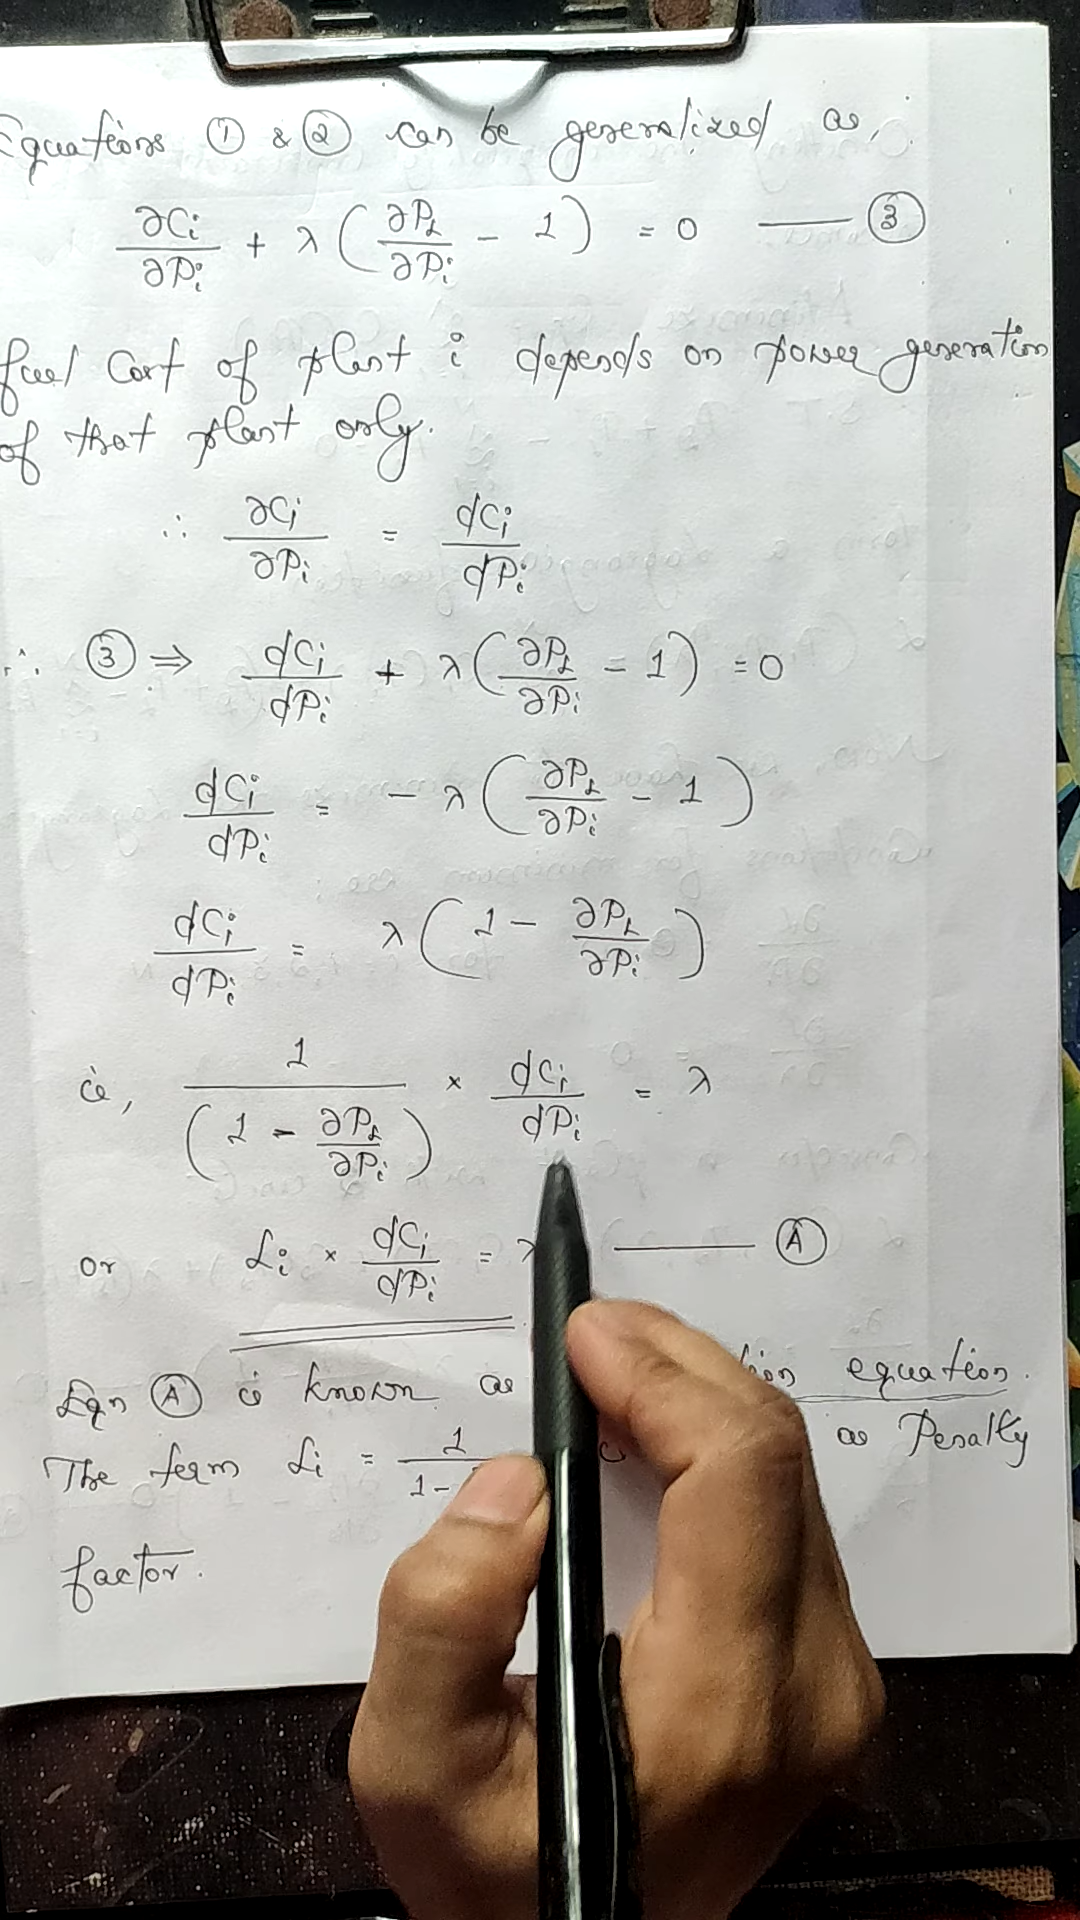 Equations ① & ② can be generalized as,
∂Ci/∂Pi + λ(∂PL/∂Pi - 1) = 0 —— ③
fuel Cost of plant i depends on power generation
of that plant only.
∴ ∂Ci/∂Pi = dCi/dPi
∴ ③ ⇒ dCi/dPi + λ(∂PL/∂Pi - 1) = 0
dCi/dPi = - λ(∂PL/∂Pi - 1)
dCi/dPi = λ(1 - ∂PL/∂Pi)
ie, 1/(1 - ∂PL/∂Pi) × dCi/dPi = λ
or Li × dCi/dPi = λ —— Ⓐ
Eqn Ⓐ is known as equation.
The term Li = 1/1- as Penalty
factor.